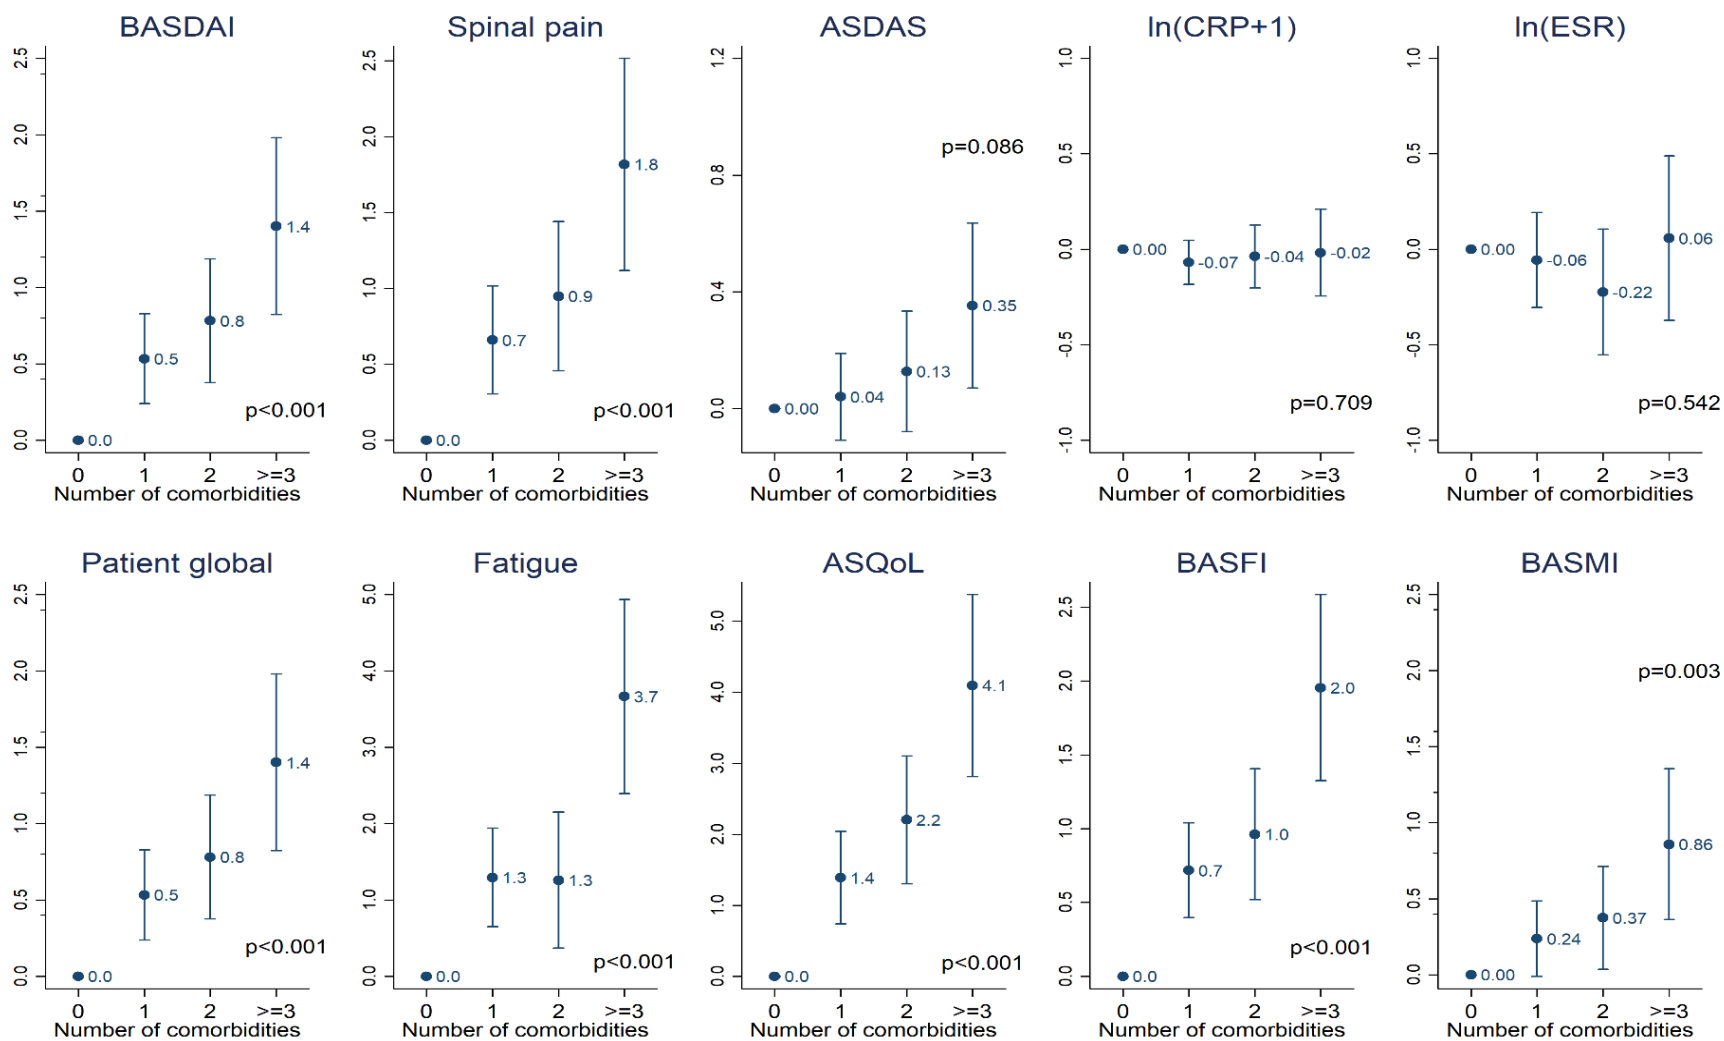 BASDAI
2.5
2.0
1.5
1.0
0.5
0.0
0.0
0.5
0.8
1.4
p<0.001
0 1 2 >=3
Number of comorbidities
Spinal pain
2.5
2.0
1.5
1.0
0.5
0.0
0.0
0.7
0.9
1.8
p<0.001
0 1 2 >=3
Number of comorbidities
ASDAS
1.2
0.8
0.4
0.0
p=0.086
0.00
0.04
0.13
0.35
0 1 2 >=3
Number of comorbidities
ln(CRP+1)
1.0
0.5
0.0
-0.5
-1.0
0.00
-0.07
-0.04
-0.02
p=0.709
0 1 2 >=3
Number of comorbidities
ln(ESR)
1.0
0.5
0.0
-0.5
-1.0
0.00
-0.06
-0.22
0.06
p=0.542
0 1 2 >=3
Number of comorbidities
Patient global
2.5
2.0
1.5
1.0
0.5
0.0
0.0
0.5
0.8
1.4
p<0.001
0 1 2 >=3
Number of comorbidities
Fatigue
5.0
4.0
3.0
2.0
1.0
0.0
0.0
1.3
1.3
3.7
p<0.001
0 1 2 >=3
Number of comorbidities
ASQoL
5.0
4.0
3.0
2.0
1.0
0.0
0.0
1.4
2.2
4.1
p<0.001
0 1 2 >=3
Number of comorbidities
BASFI
2.5
2.0
1.5
1.0
0.5
0.0
0.0
0.7
1.0
2.0
p<0.001
0 1 2 >=3
Number of comorbidities
BASMI
2.5
2.0
1.5
1.0
0.5
0.0
p=0.003
0.00
0.24
0.37
0.86
0 1 2 >=3
Number of comorbidities